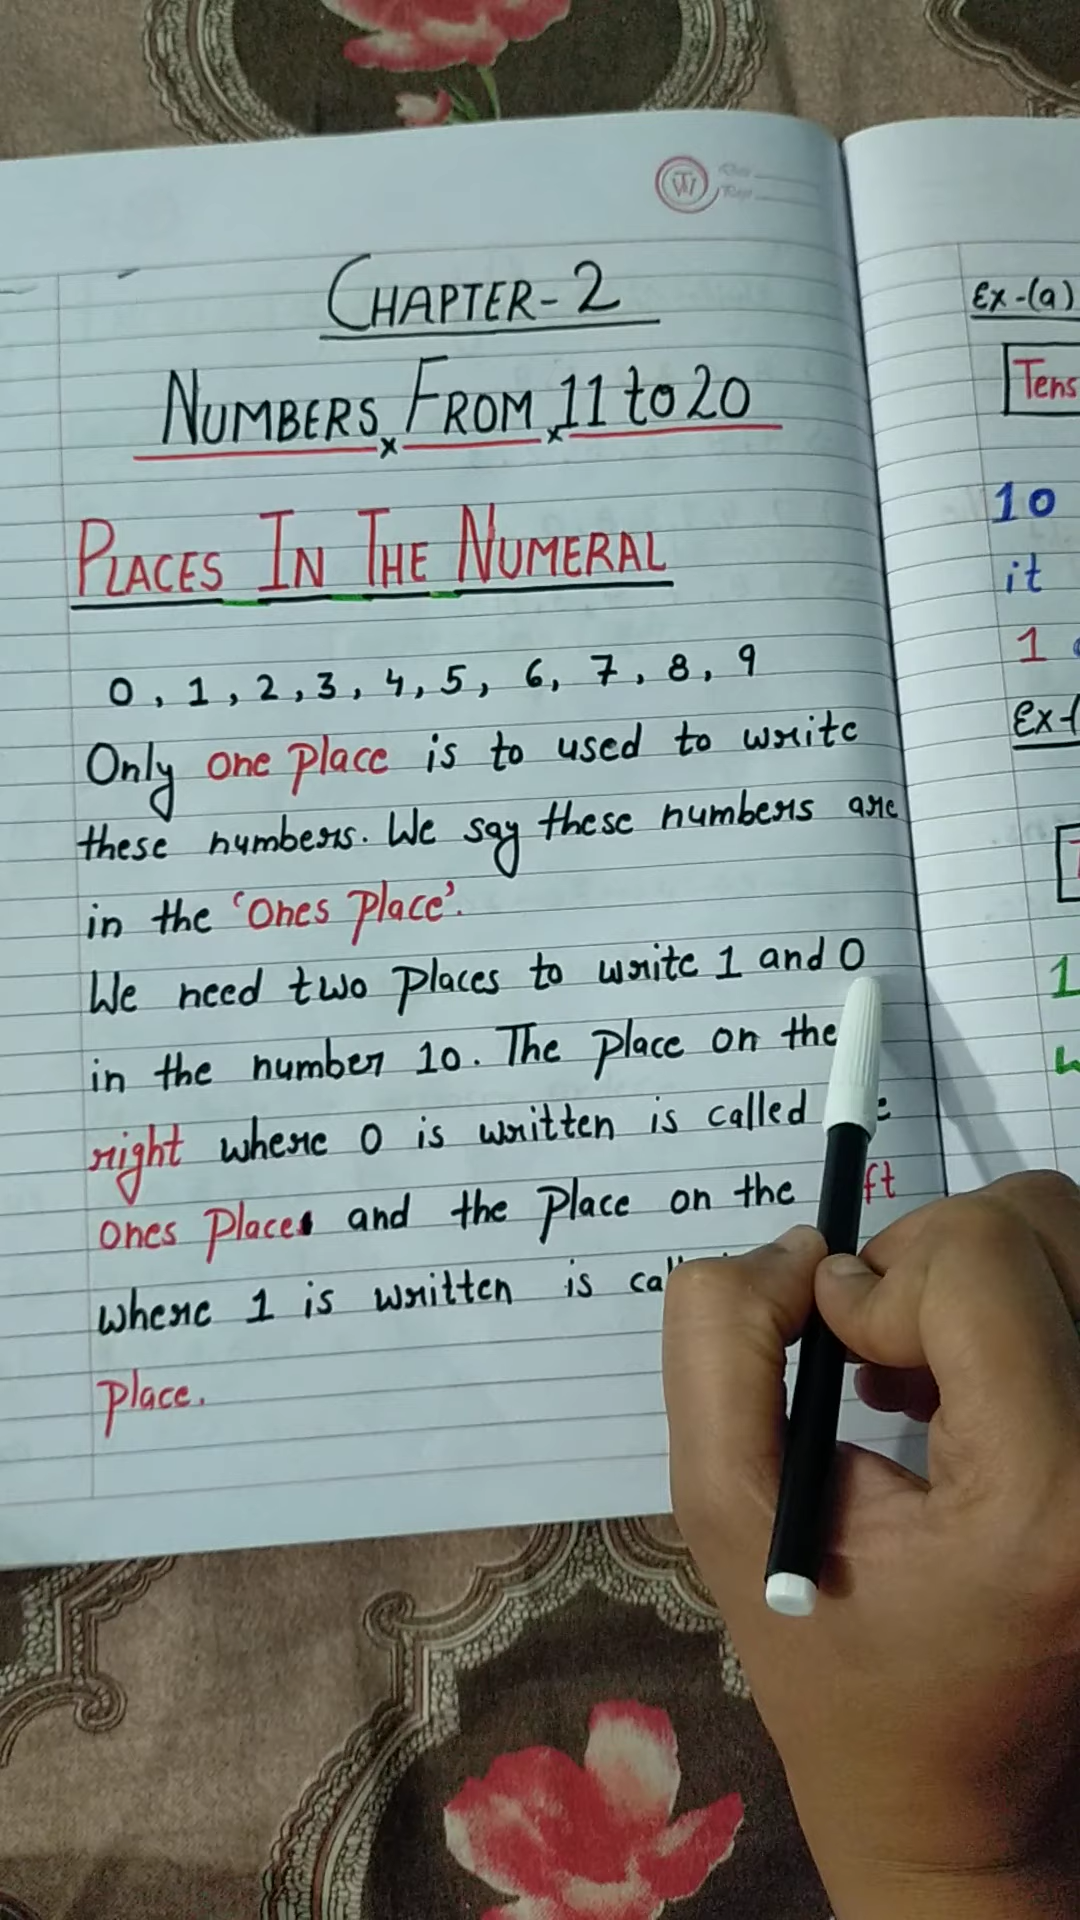 CHAPTER-2
NUMBERS FROM 11 to 20
PLACES IN THE NUMERAL
0, 1, 2, 3, 4, 5, 6, 7, 8, 9
Only one place is to used to write
these numbers. We say these numbers are
in the 'Ones Place'.
We need two places to write 1 and 0
in the number 10. The place on the
right where 0 is written is called
ones place and the place on the
where 1 is written is
place.
Ex-(a)
Tens
10
it
1
Ex-(
1